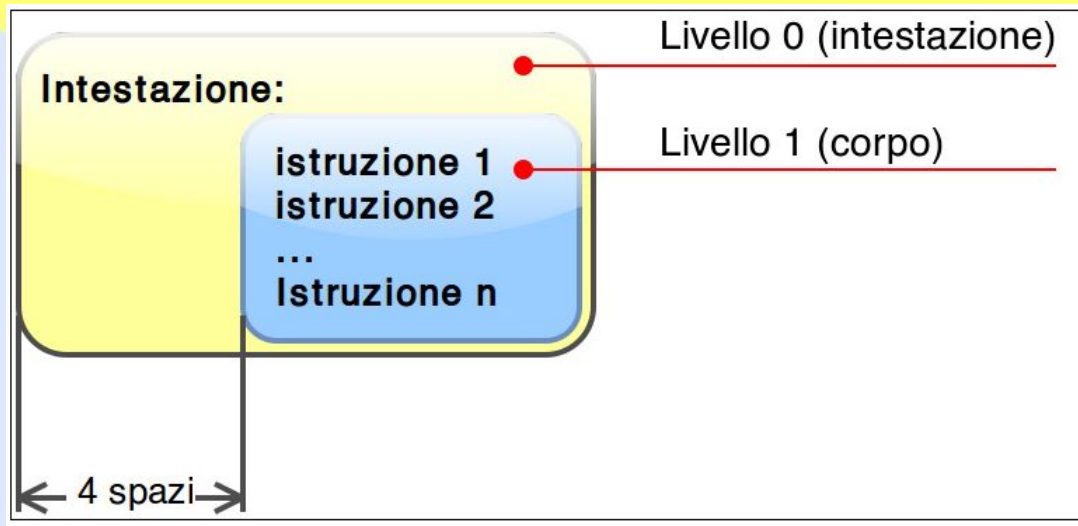 Livello 0 (intestazione)
Intestazione:
Livello 1 (corpo)
istruzione 1
istruzione 2
...
Istruzione n
4 spazi